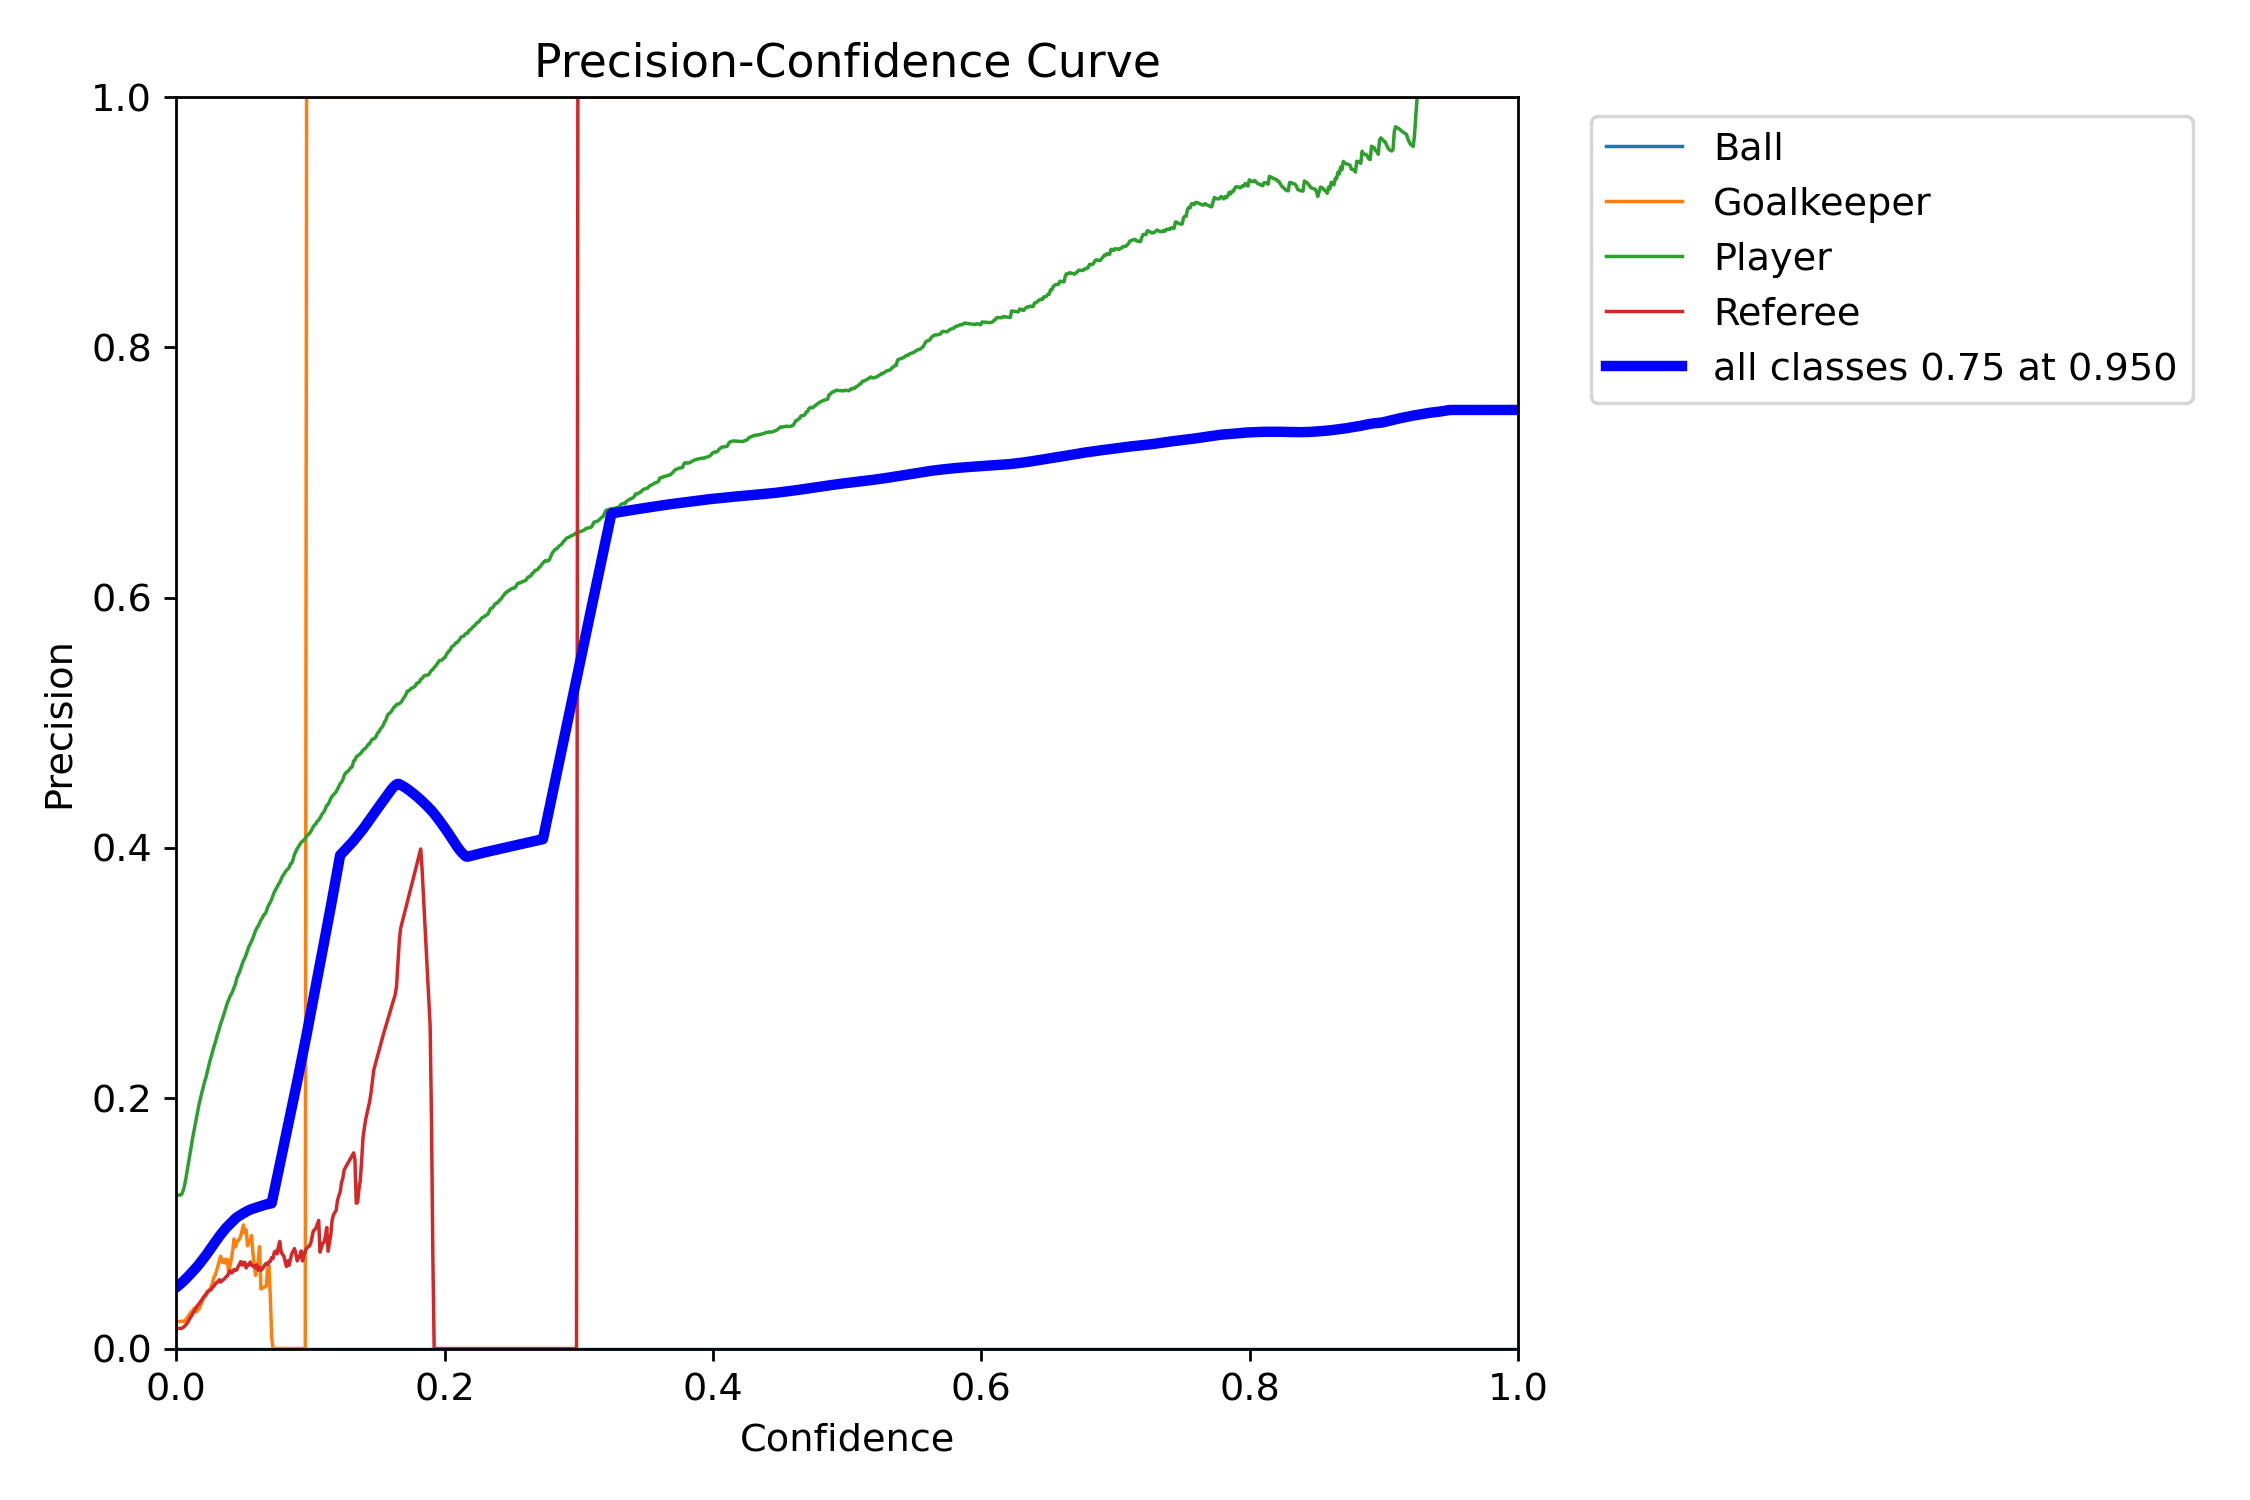 Precision-Confidence Curve
1.0
0.8
0.6
0.4
0.2
0.0
Precision
0.0 0.2 0.4 0.6 0.8 1.0
Confidence
Ball
Goalkeeper
Player
Referee
all classes 0.75 at 0.950